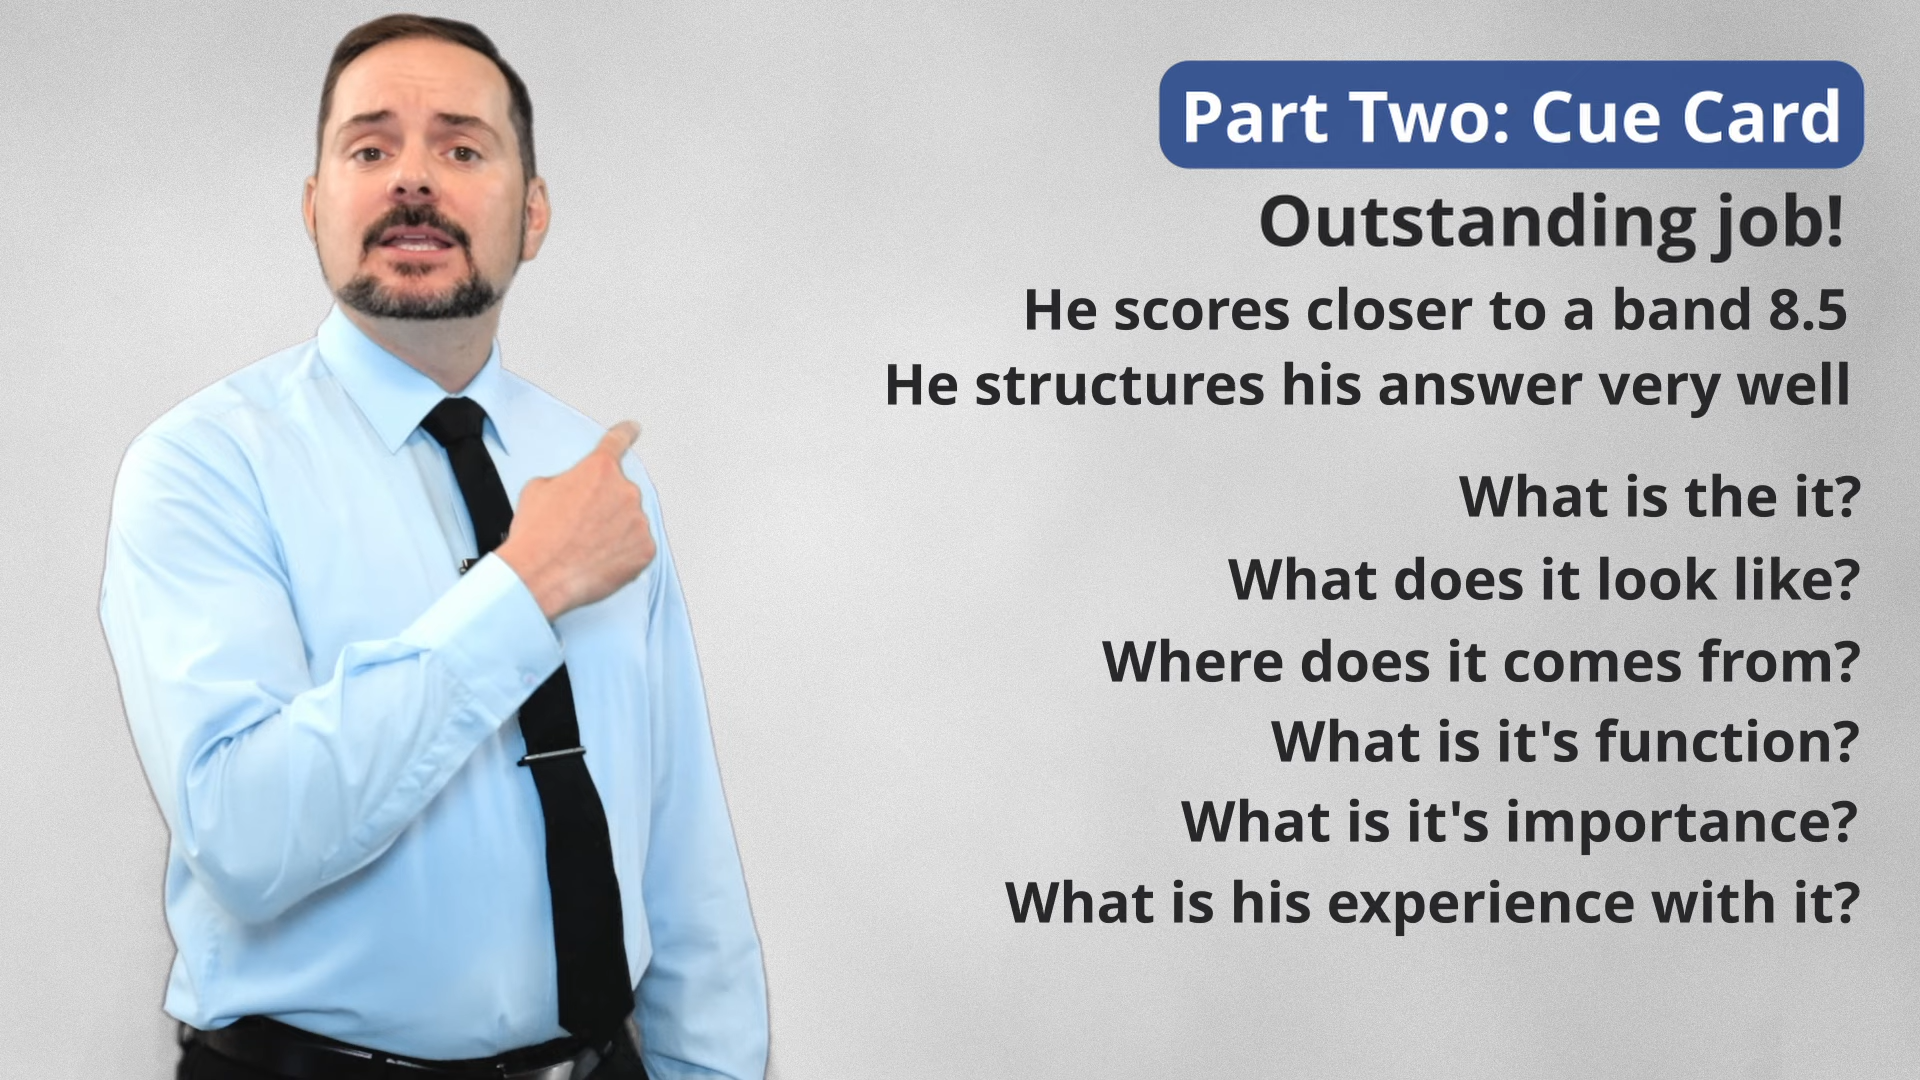 Part Two: Cue Card
Outstanding job!
He scores closer to a band 8.5
He structures his answer very well
What is the it?
What does it look like?
Where does it comes from?
What is it's function?
What is it's importance?
What is his experience with it?